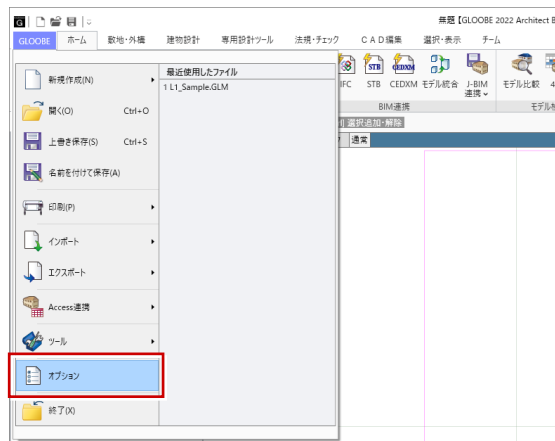 無題 【GLOOBE 2022 Architect
GLOOBE ホーム 敷地・外構 建物設計 専用設計ツール 法規・チェック ＣＡＤ編集 選択・表示 チーム
IFC STB CEDXM モデル統合 J-BIM連携 モデル比較
BIM連携
選択追加・解除
通常
新規作成(N)
開く(O) Ctrl+O
上書き保存(S) Ctrl+S
名前を付けて保存(A)
印刷(P)
インポート
エクスポート
Access連携
ツール
オプション
終了(X)
最近使用したファイル
1 L1_Sample.GLM